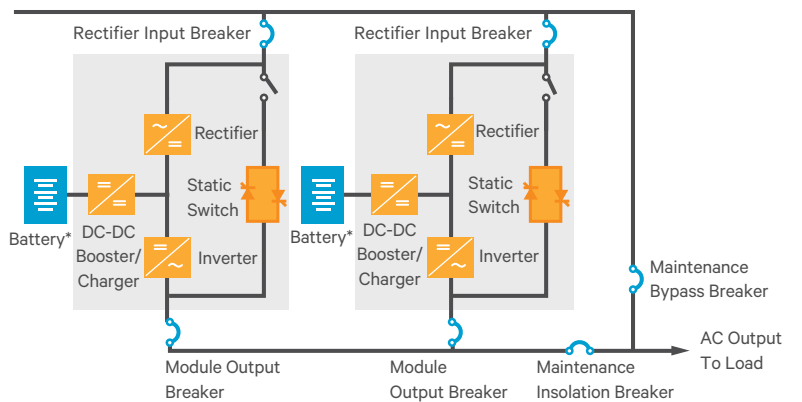 Rectifier Input Breaker
Rectifier Input Breaker
Rectifier
Rectifier
Static
Switch
Static
Switch
Battery*
DC-DC
Booster/
Charger
Inverter
Battery*
DC-DC
Booster/
Charger
Inverter
Maintenance
Bypass Breaker
AC Output
To Load
Module Output
Breaker
Module
Output Breaker
Maintenance
Insolation Breaker